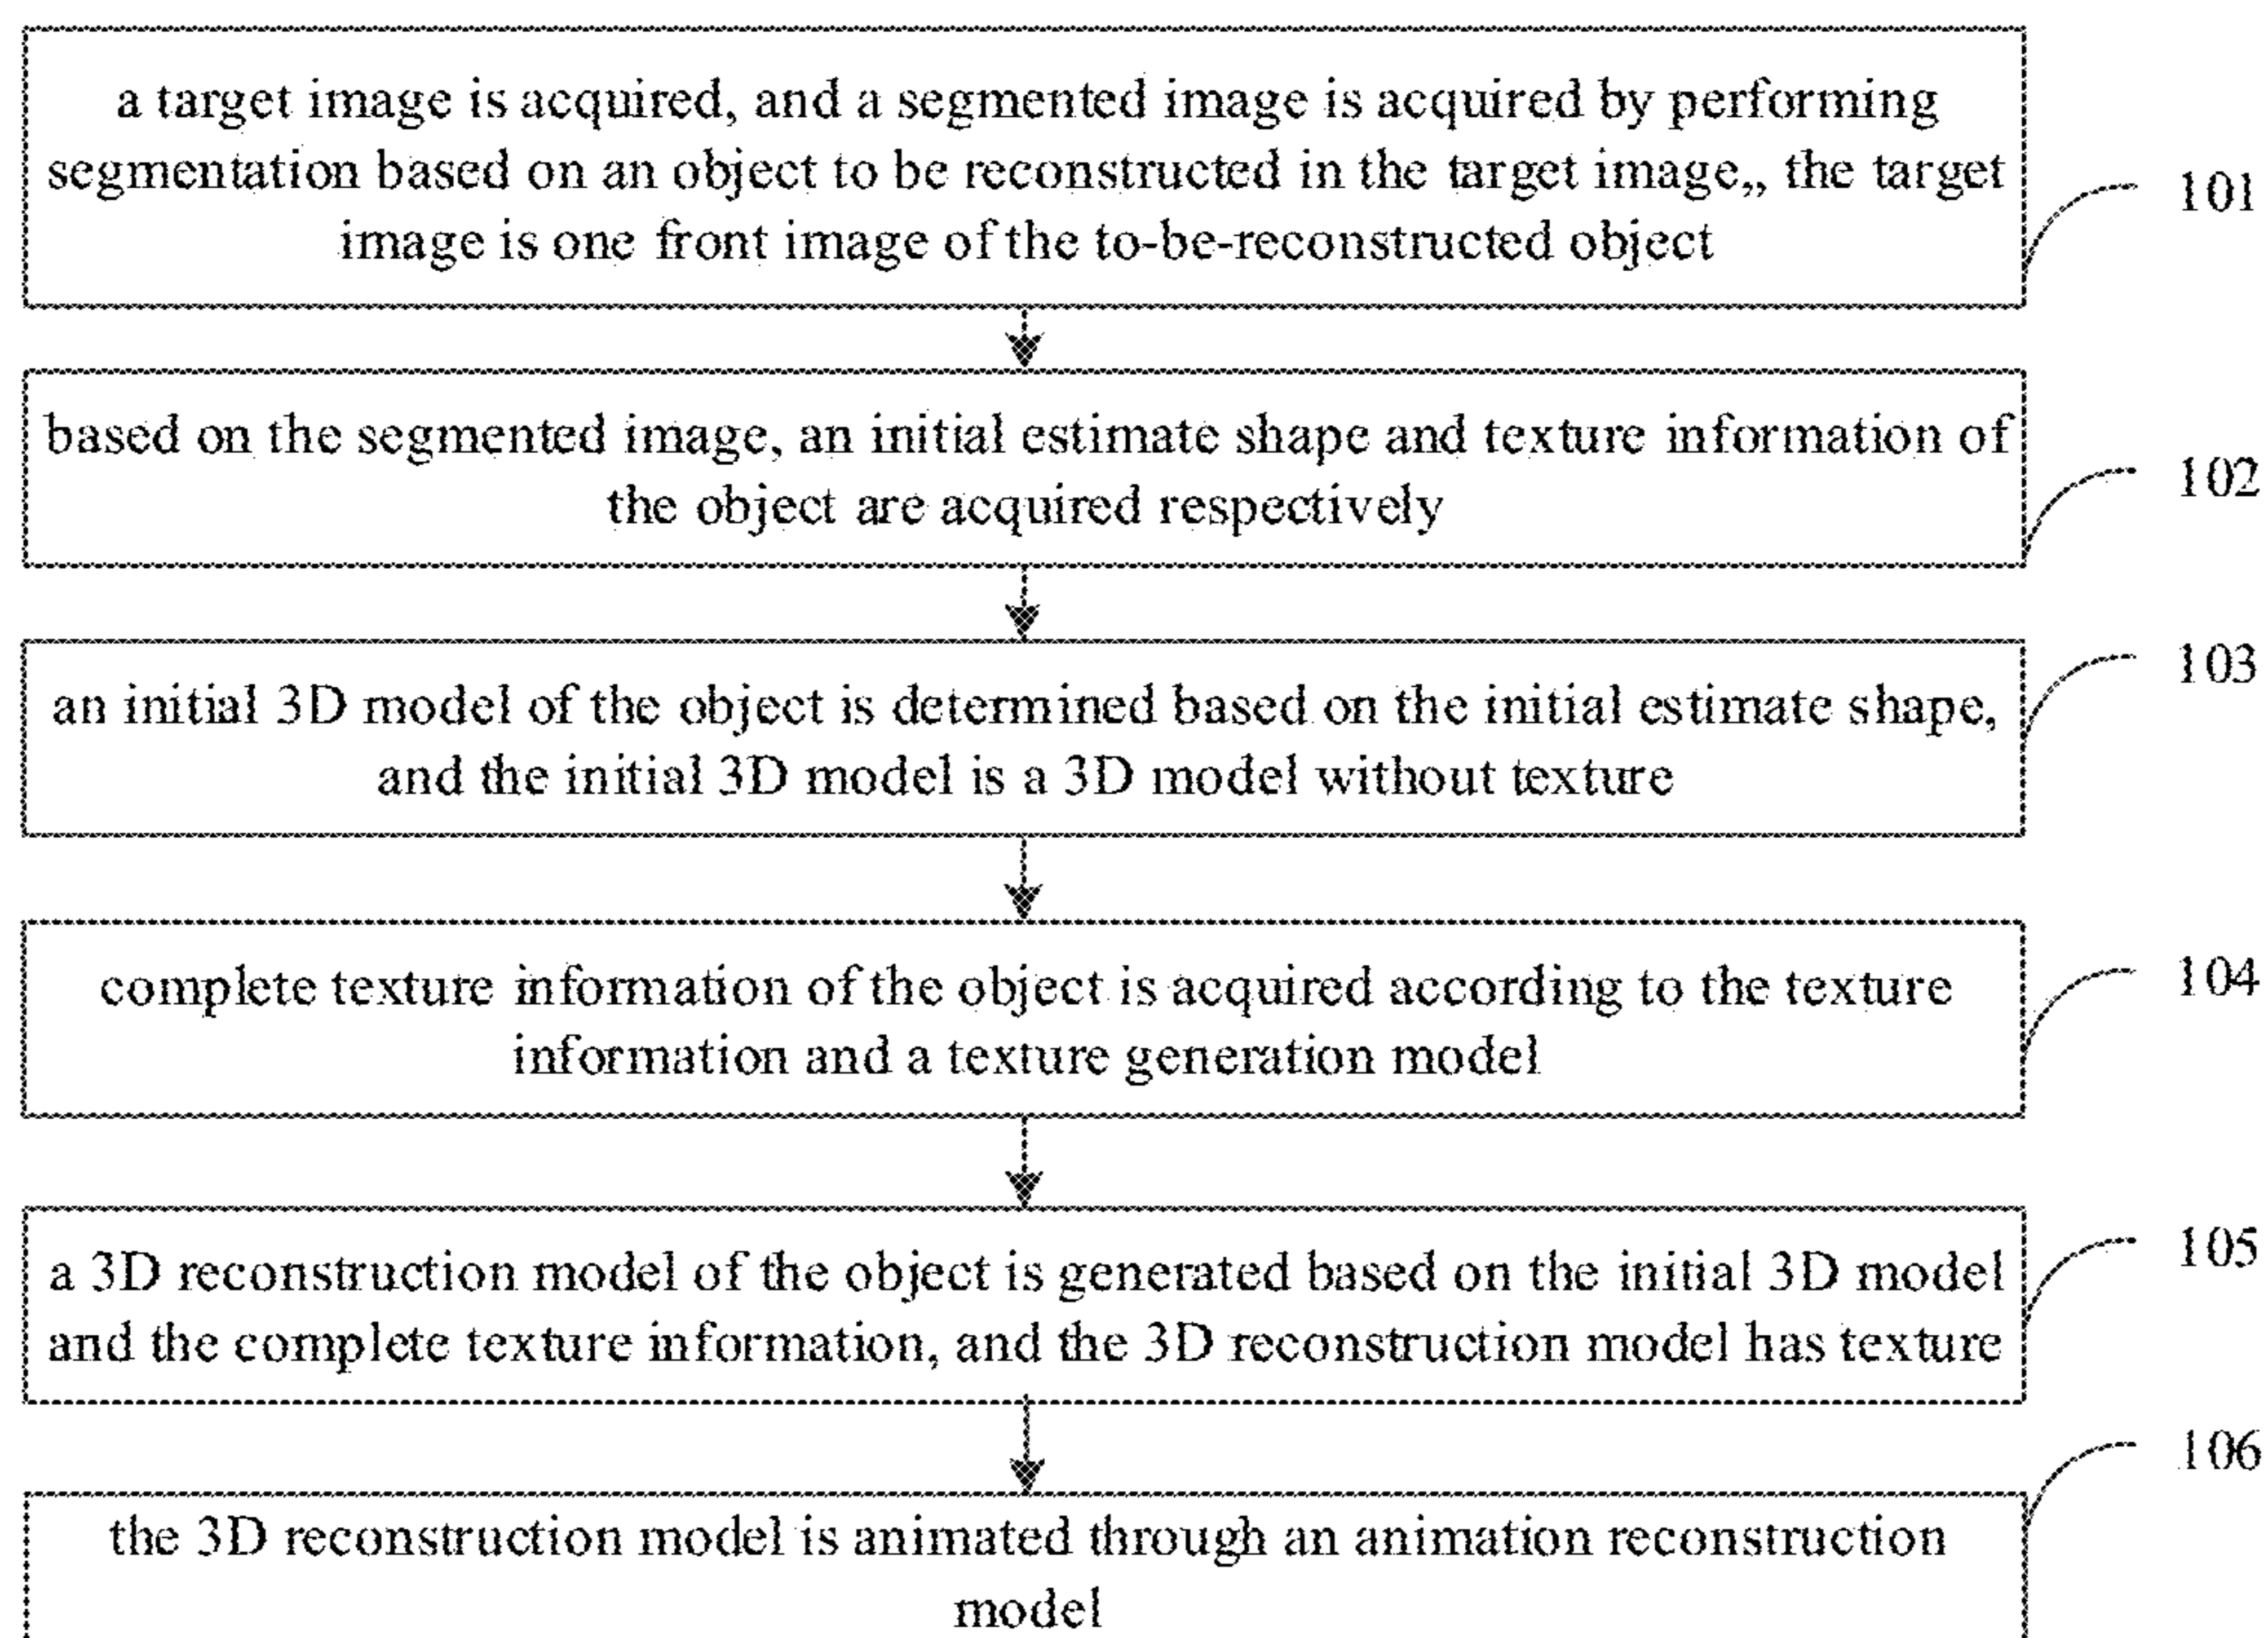 a target image is acquired, and a segmented image is acquired by performing
segmentation based on an object to be reconstructed in the target image,, the target
image is one front image of the to-be-reconstructed object
101
based on the segmented image, an initial estimate shape and texture information of
the object are acquired respectively
102
an initial 3D model of the object is determined based on the initial estimate shape,
and the initial 3D model is a 3D model without texture
103
complete texture information of the object is acquired according to the texture
information and a texture generation model
104
a 3D reconstruction model of the object is generated based on the initial 3D model
and the complete texture information, and the 3D reconstruction model has texture
105
the 3D reconstruction model is animated through an animation reconstruction
model
106